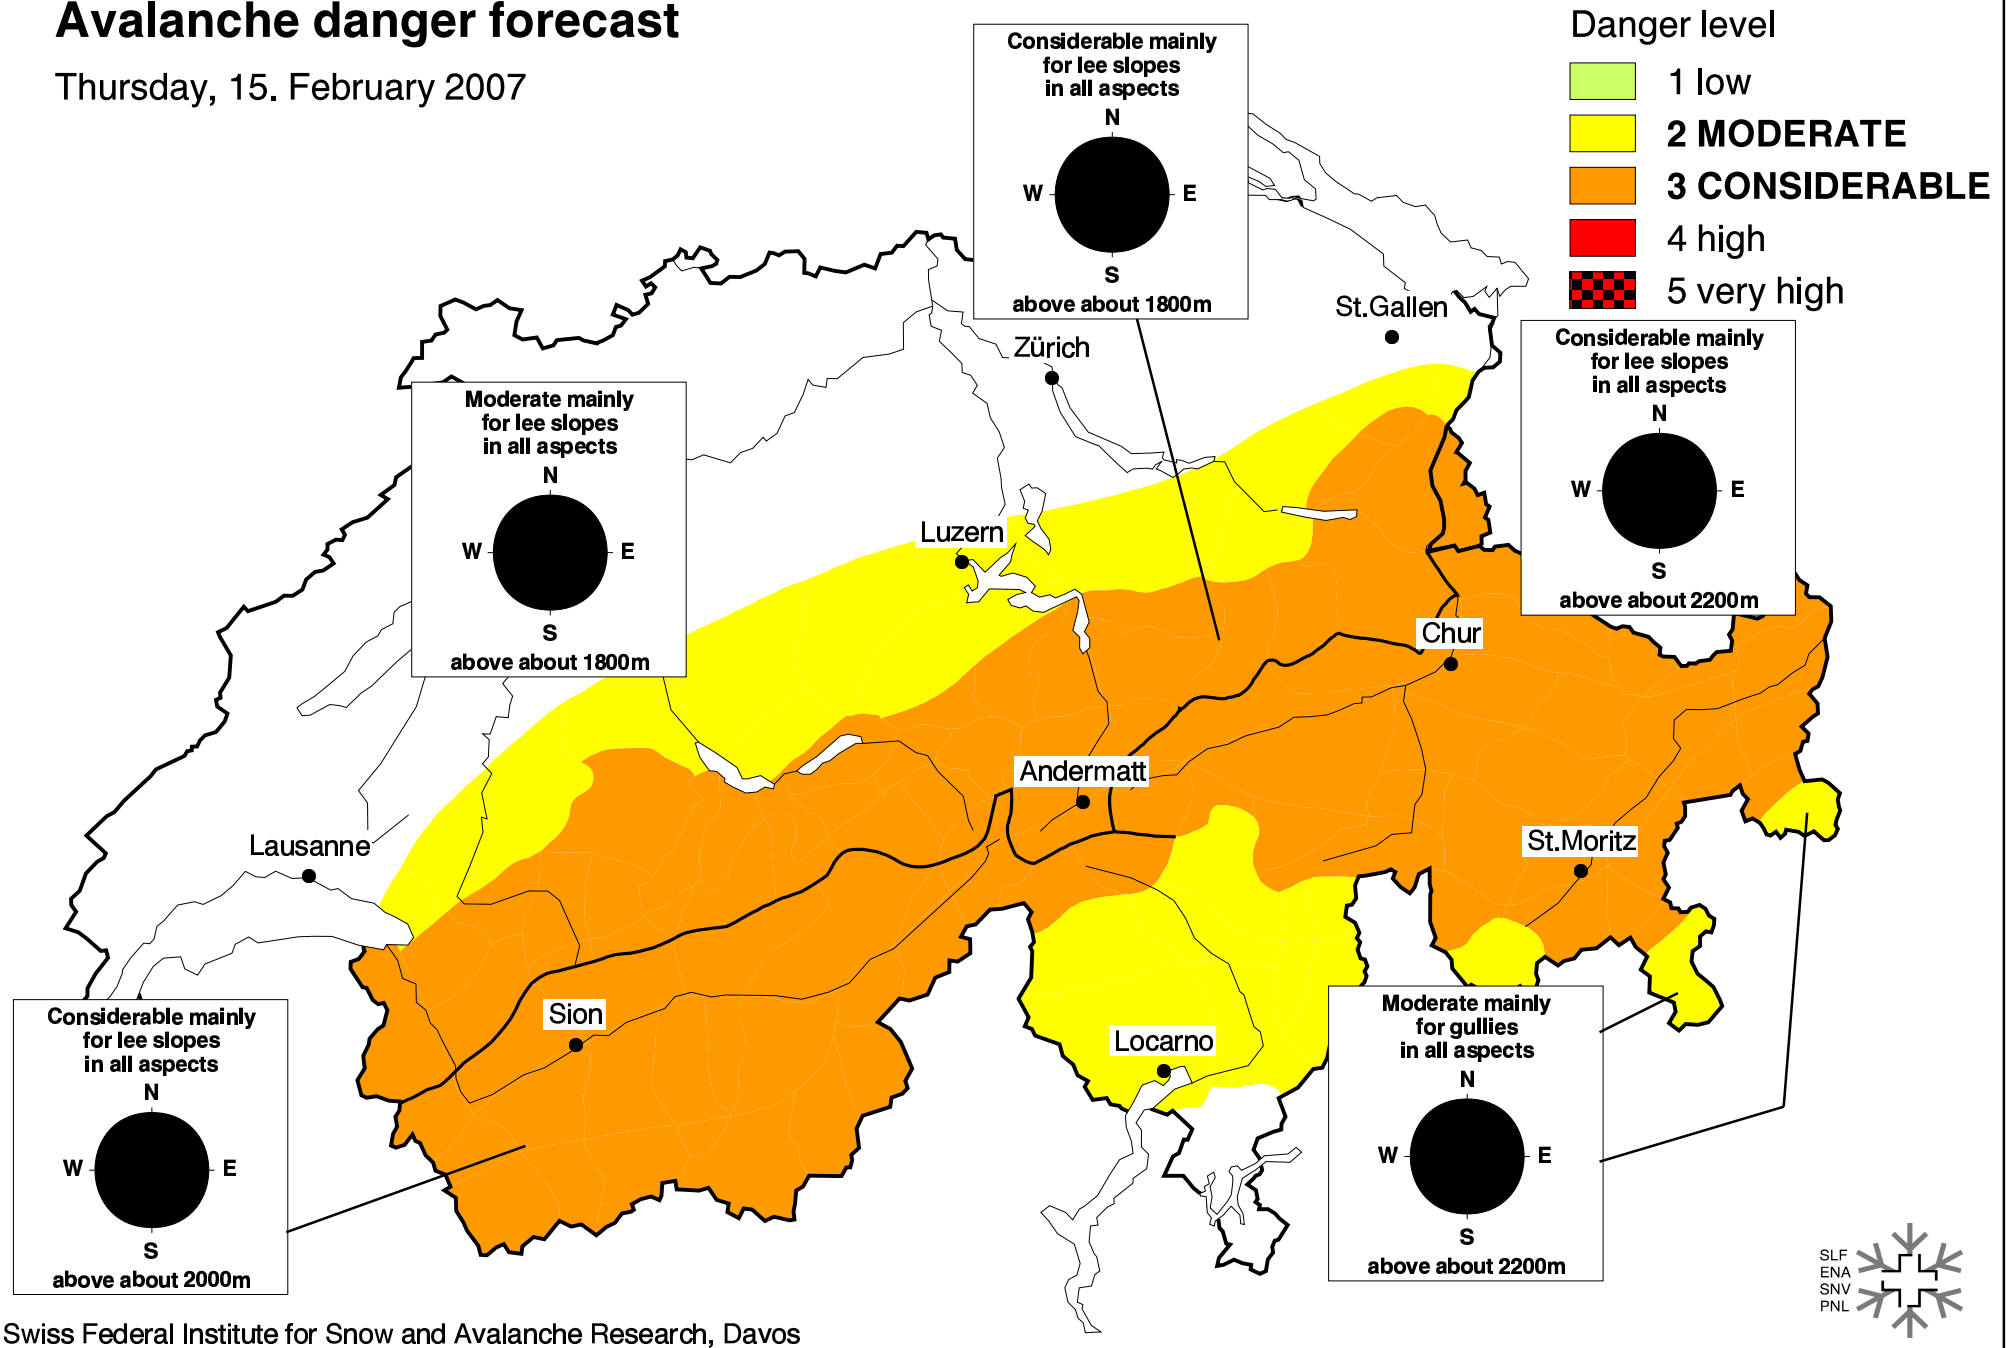 Avalanche danger forecast
Thursday, 15. February 2007
Danger level
1 low
2 MODERATE
3 CONSIDERABLE
4 high
5 very high
Considerable mainly
for lee slopes
in all aspects
N
W E
S
above about 1800m
Considerable mainly
for lee slopes
in all aspects
N
W E
S
above about 2200m
Moderate mainly
for lee slopes
in all aspects
N
W E
S
above about 1800m
St.Gallen
Zürich
Luzern
Chur
Andermatt
St.Moritz
Lausanne
Sion
Locarno
Considerable mainly
for lee slopes
in all aspects
N
W E
S
above about 2000m
Moderate mainly
for gullies
in all aspects
N
W E
S
above about 2200m
SLF
ENA
SNV
PNL
Swiss Federal Institute for Snow and Avalanche Research, Davos